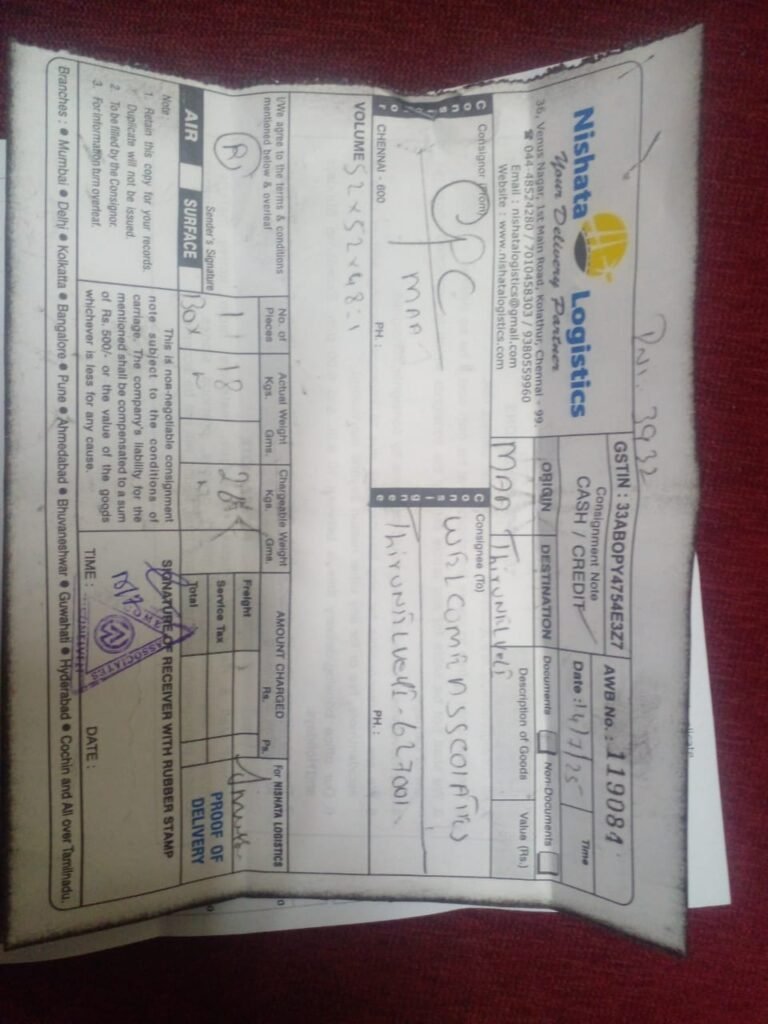 INV: 3932
Nishata Logistics
Your Delivery Partner
36, Venus Nagar, 1st Main Road, Kolathur, Chennai - 99.
☎ 044-48524280 / 7010458303 / 9380559960
Email : nishatalogistics@gmail.com
Website : www.nishatalogistics.com
GSTIN : 33ABOPY4754E3Z7
Consignment Note
CASH / CREDIT
AWB No. : 119084
Date : 14/7/25
Time
ORIGIN
DESTINATION
Documents
Non-Documents
MAA
Thirunelveli
Description of Goods
Value (Rs.)
Consignor (From)
CPC
MAA
CHENNAI - 600
PH. :
Consignor
Consignee
Consignee (To)
Thirunelveli - 627001
PH. :
VOLUME 52 x 52 x 48 : 1
I/We agree to the terms & conditions
mentioned below & overleaf
Sender's Signature
No. of
Pieces
Actual Weight
Kgs. Gms.
Chargeable Weight
Kgs. Gms.
AMOUNT CHARGED
Rs. Ps.
For NISHATA LOGISTICS
1
Box
18
Freight
Service Tax
Total
PROOF OF
DELIVERY
AIR
SURFACE
Note :
1. Retain this copy for your records.
Duplicate will not be issued.
2. To be filled by the Consignor.
3. For information turn overleaf.
This is non-negotiable consignment
note subject to the conditions of
carriage. The company's liability for the
mentioned shall be compensated to a sum
of Rs. 500/- or the value of the goods
whichever is less for any cause.
SIGNATURE OF RECEIVER WITH RUBBER STAMP
ASSOCIATES
TIME :
DATE :
Branches : ● Mumbai ● Delhi ● Kolkatta ● Bangalore ● Pune ● Ahmedabad ● Bhuvaneshwar ● Guwahati ● Hyderabad ● Cochin and All over Tamilnadu.